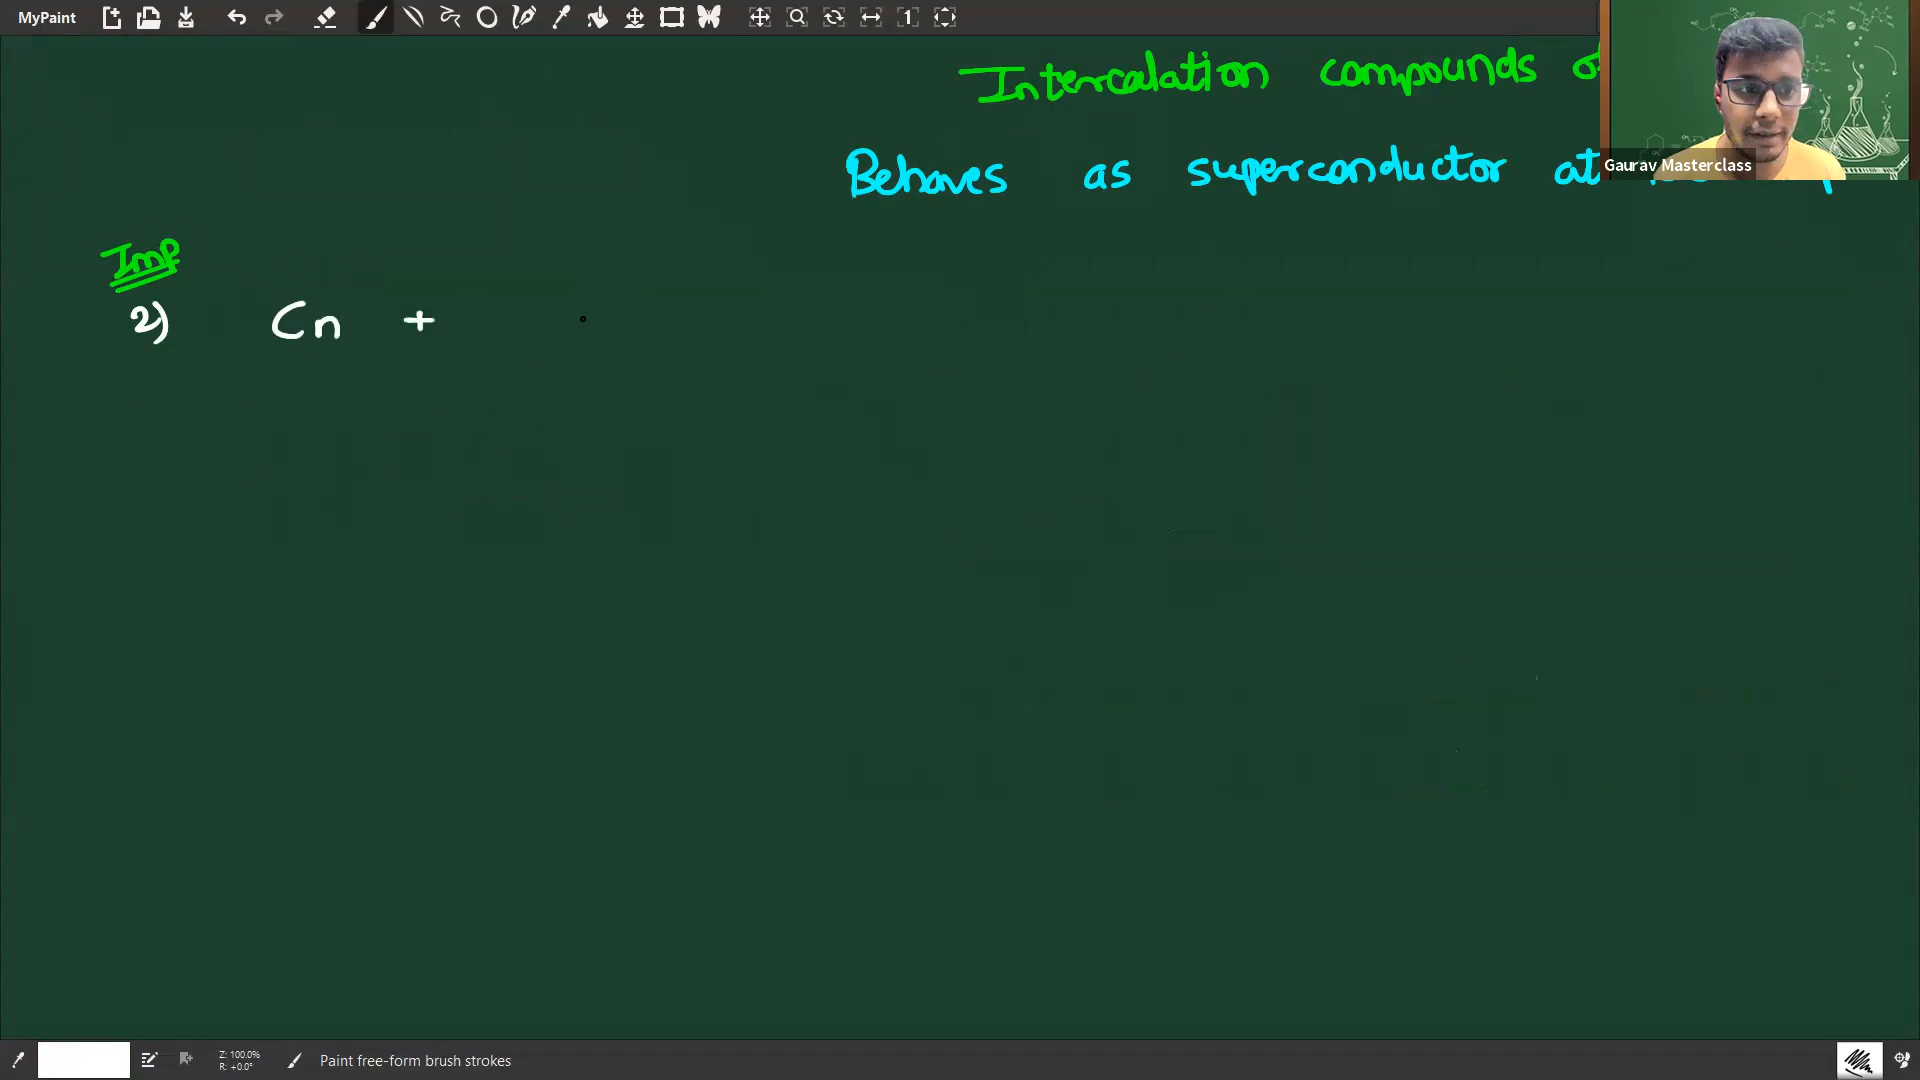 MyPaint
Intercalation compounds
Behaves as superconductor at
Gaurav Masterclass
Imp
2) Cn +
Z: 100.0%
R: +0.0°
Paint free-form brush strokes